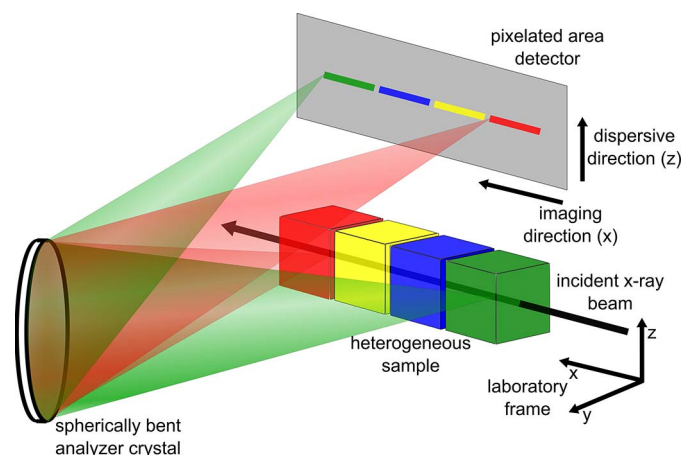 pixelated area
detector
dispersive
direction (z)
imaging
direction (x)
incident x-ray
beam
heterogeneous
sample
z
x
laboratory
frame
y
spherically bent
analyzer crystal